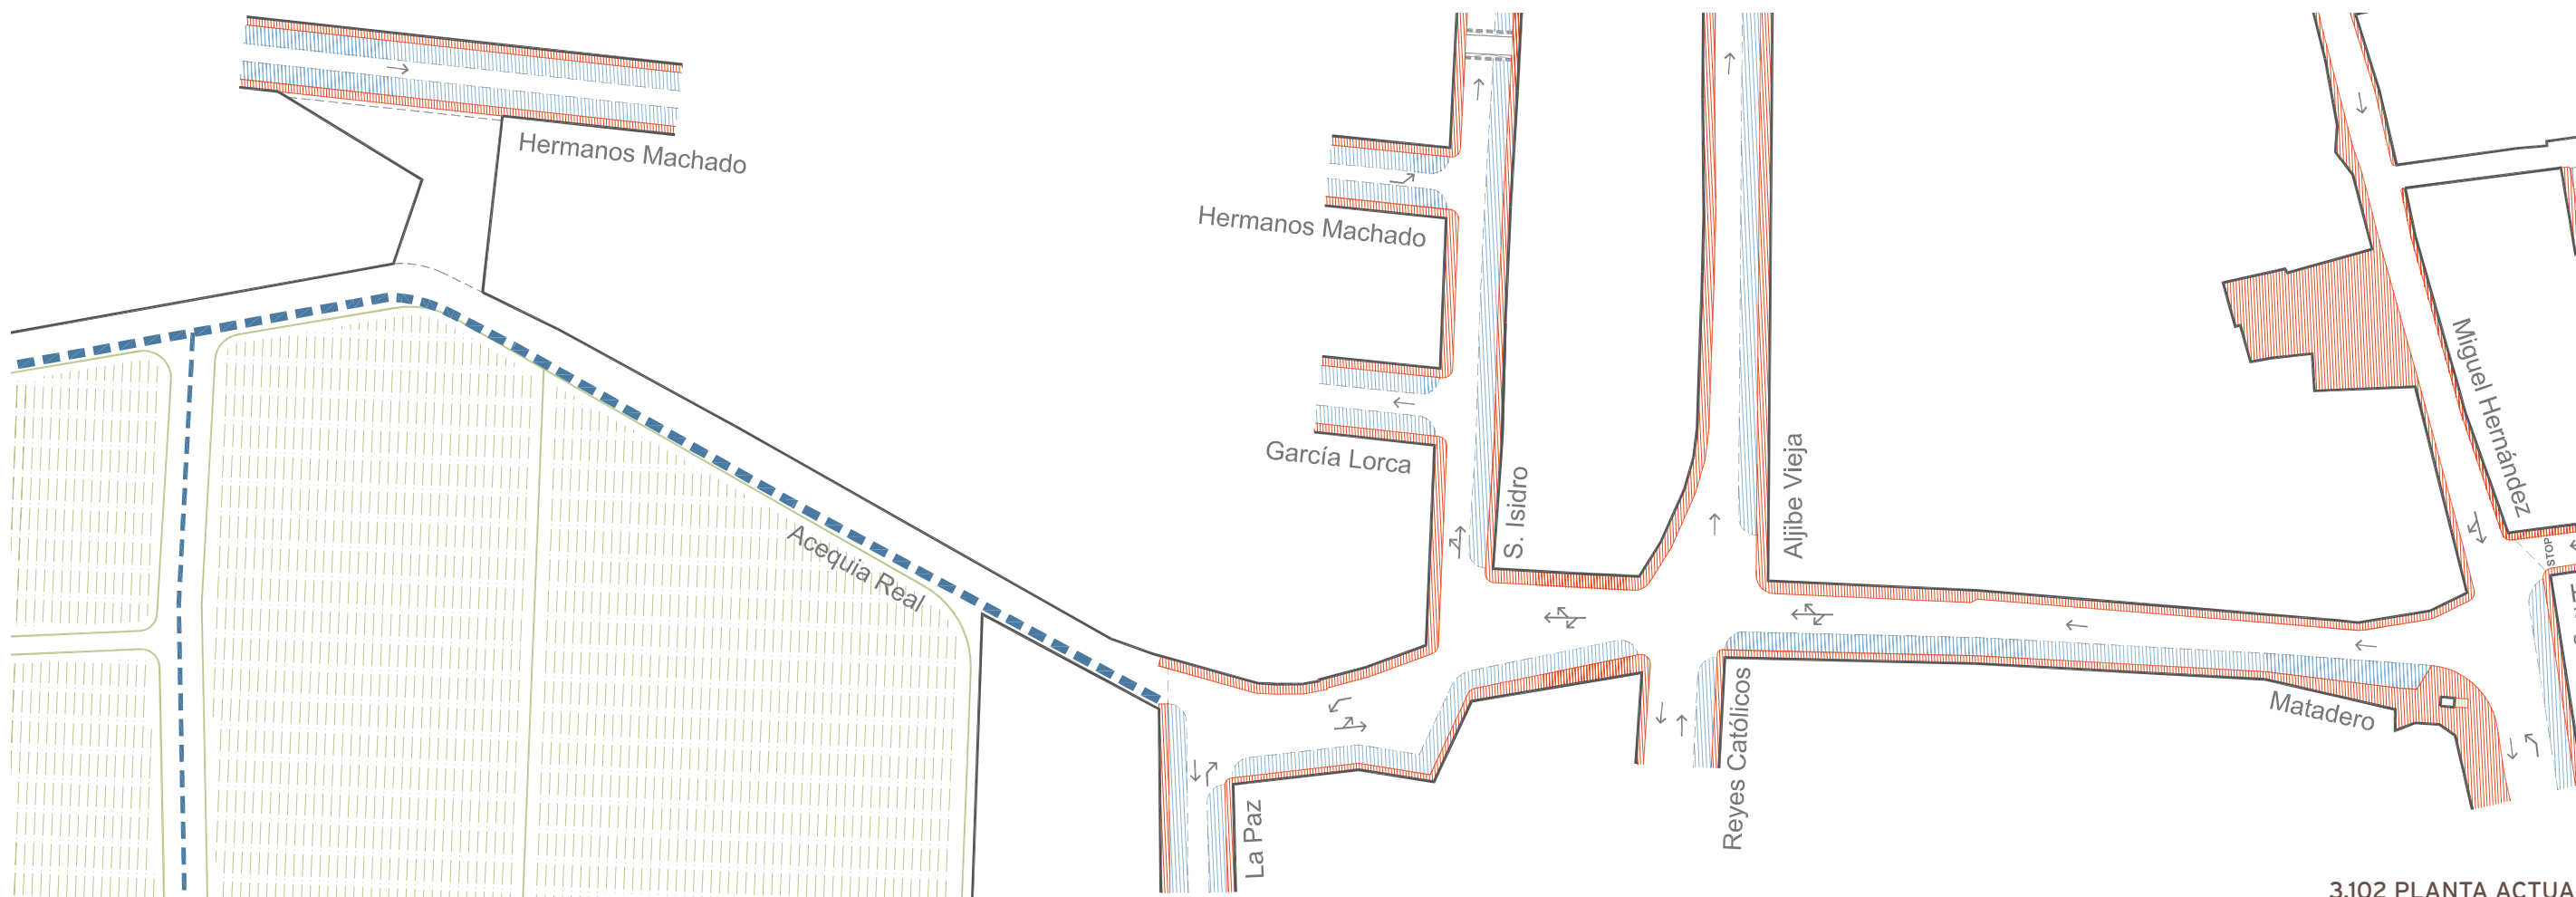 Hermanos Machado
Hermanos Machado
García Lorca
Acequia Real
S. Isidro
Aljibe Vieja
Miguel Hernández
STOP
La Paz
Reyes Católicos
Matadero
3.102 PLANTA ACTUA